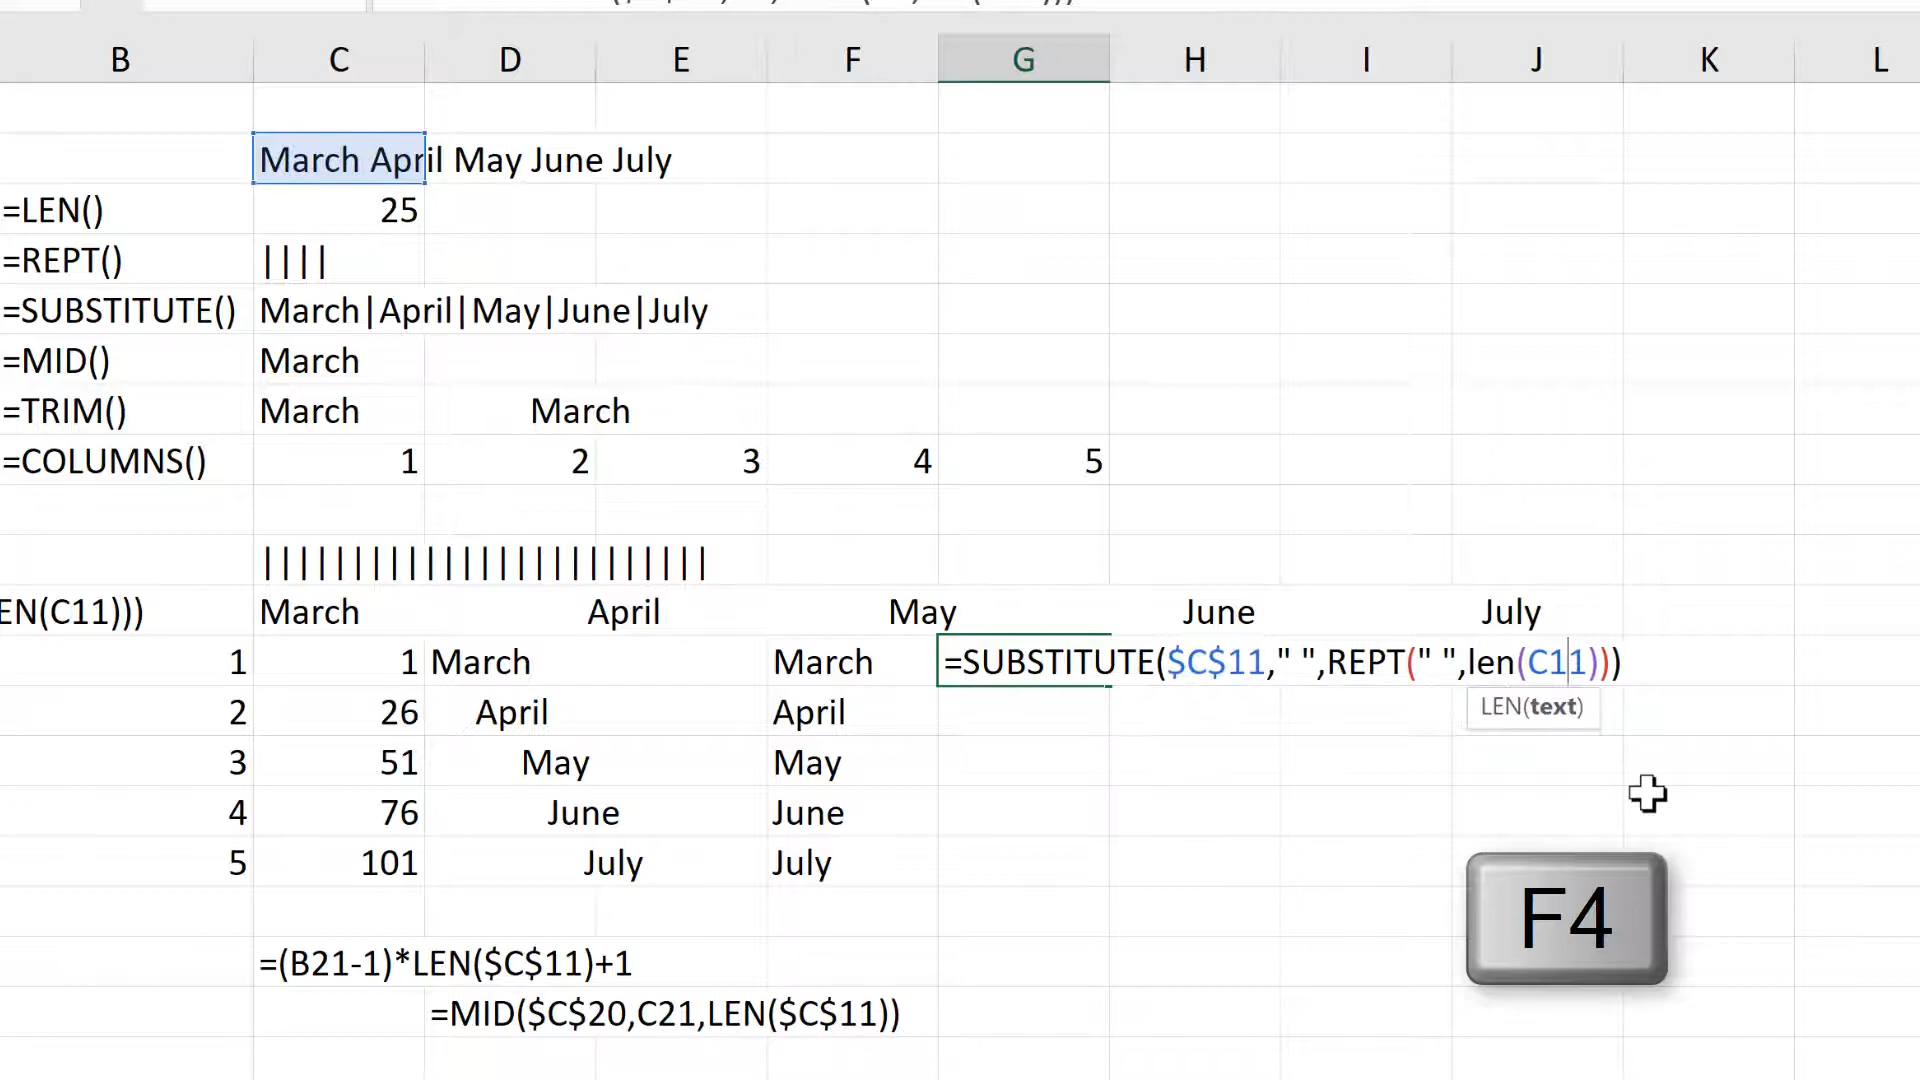 B C D E F G H I J K L
March April May June July
=LEN() 25
=REPT() ||||
=SUBSTITUTE() March|April|May|June|July
=MID() March
=TRIM() March March
=COLUMNS() 1 2 3 4 5
|||||||||||||||||||||||||
EN(C11))) March April May June July
1 1 March March =SUBSTITUTE($C$11," ",REPT(" ",len(C11)))
LEN(text)
2 26 April April
3 51 May May
4 76 June June
5 101 July July
F4
=(B21-1)*LEN($C$11)+1
=MID($C$20,C21,LEN($C$11))